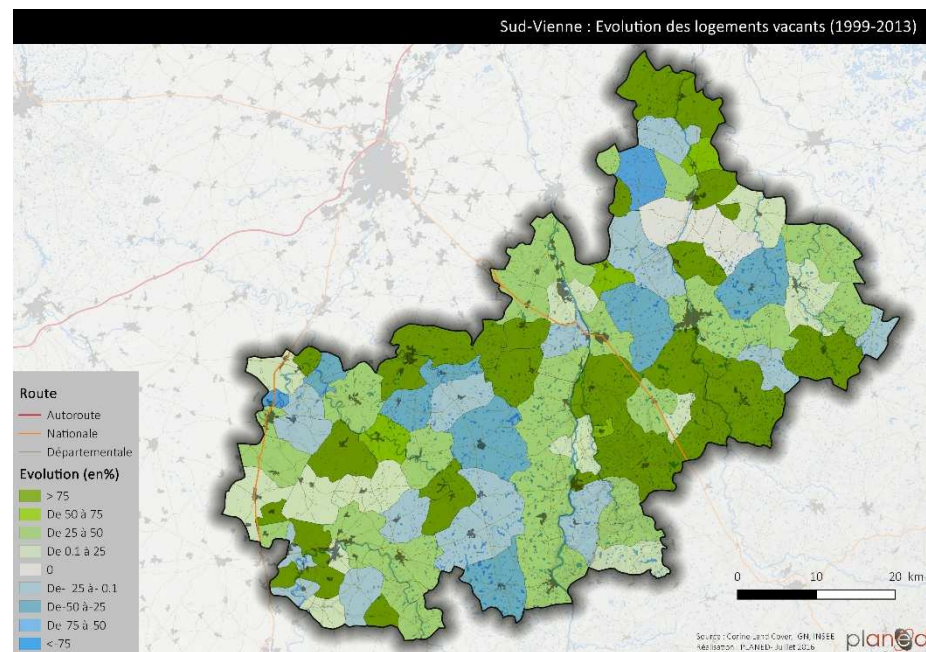 Sud-Vienne : Evolution des logements vacants (1999-2013)
Route
Autoroute
Nationale
Départementale
Evolution (en%)
> 75
De 50 à 75
De 25 à 50
De 0.1 à 25
0
De- 25 à- 0.1
De-50 à-25
De 75 à 50
<-75
0 10 20 km
Source : Corine Land Cover, IGN, INSEE
Réalisation : PLANED- Juillet 2016
planed